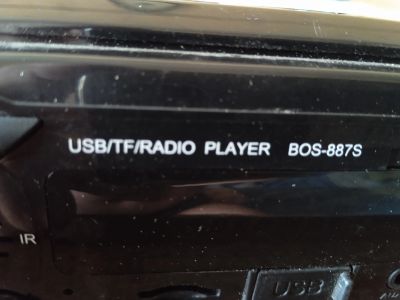 USB/TF/RADIO PLAYER BOS-887S
IR
USB